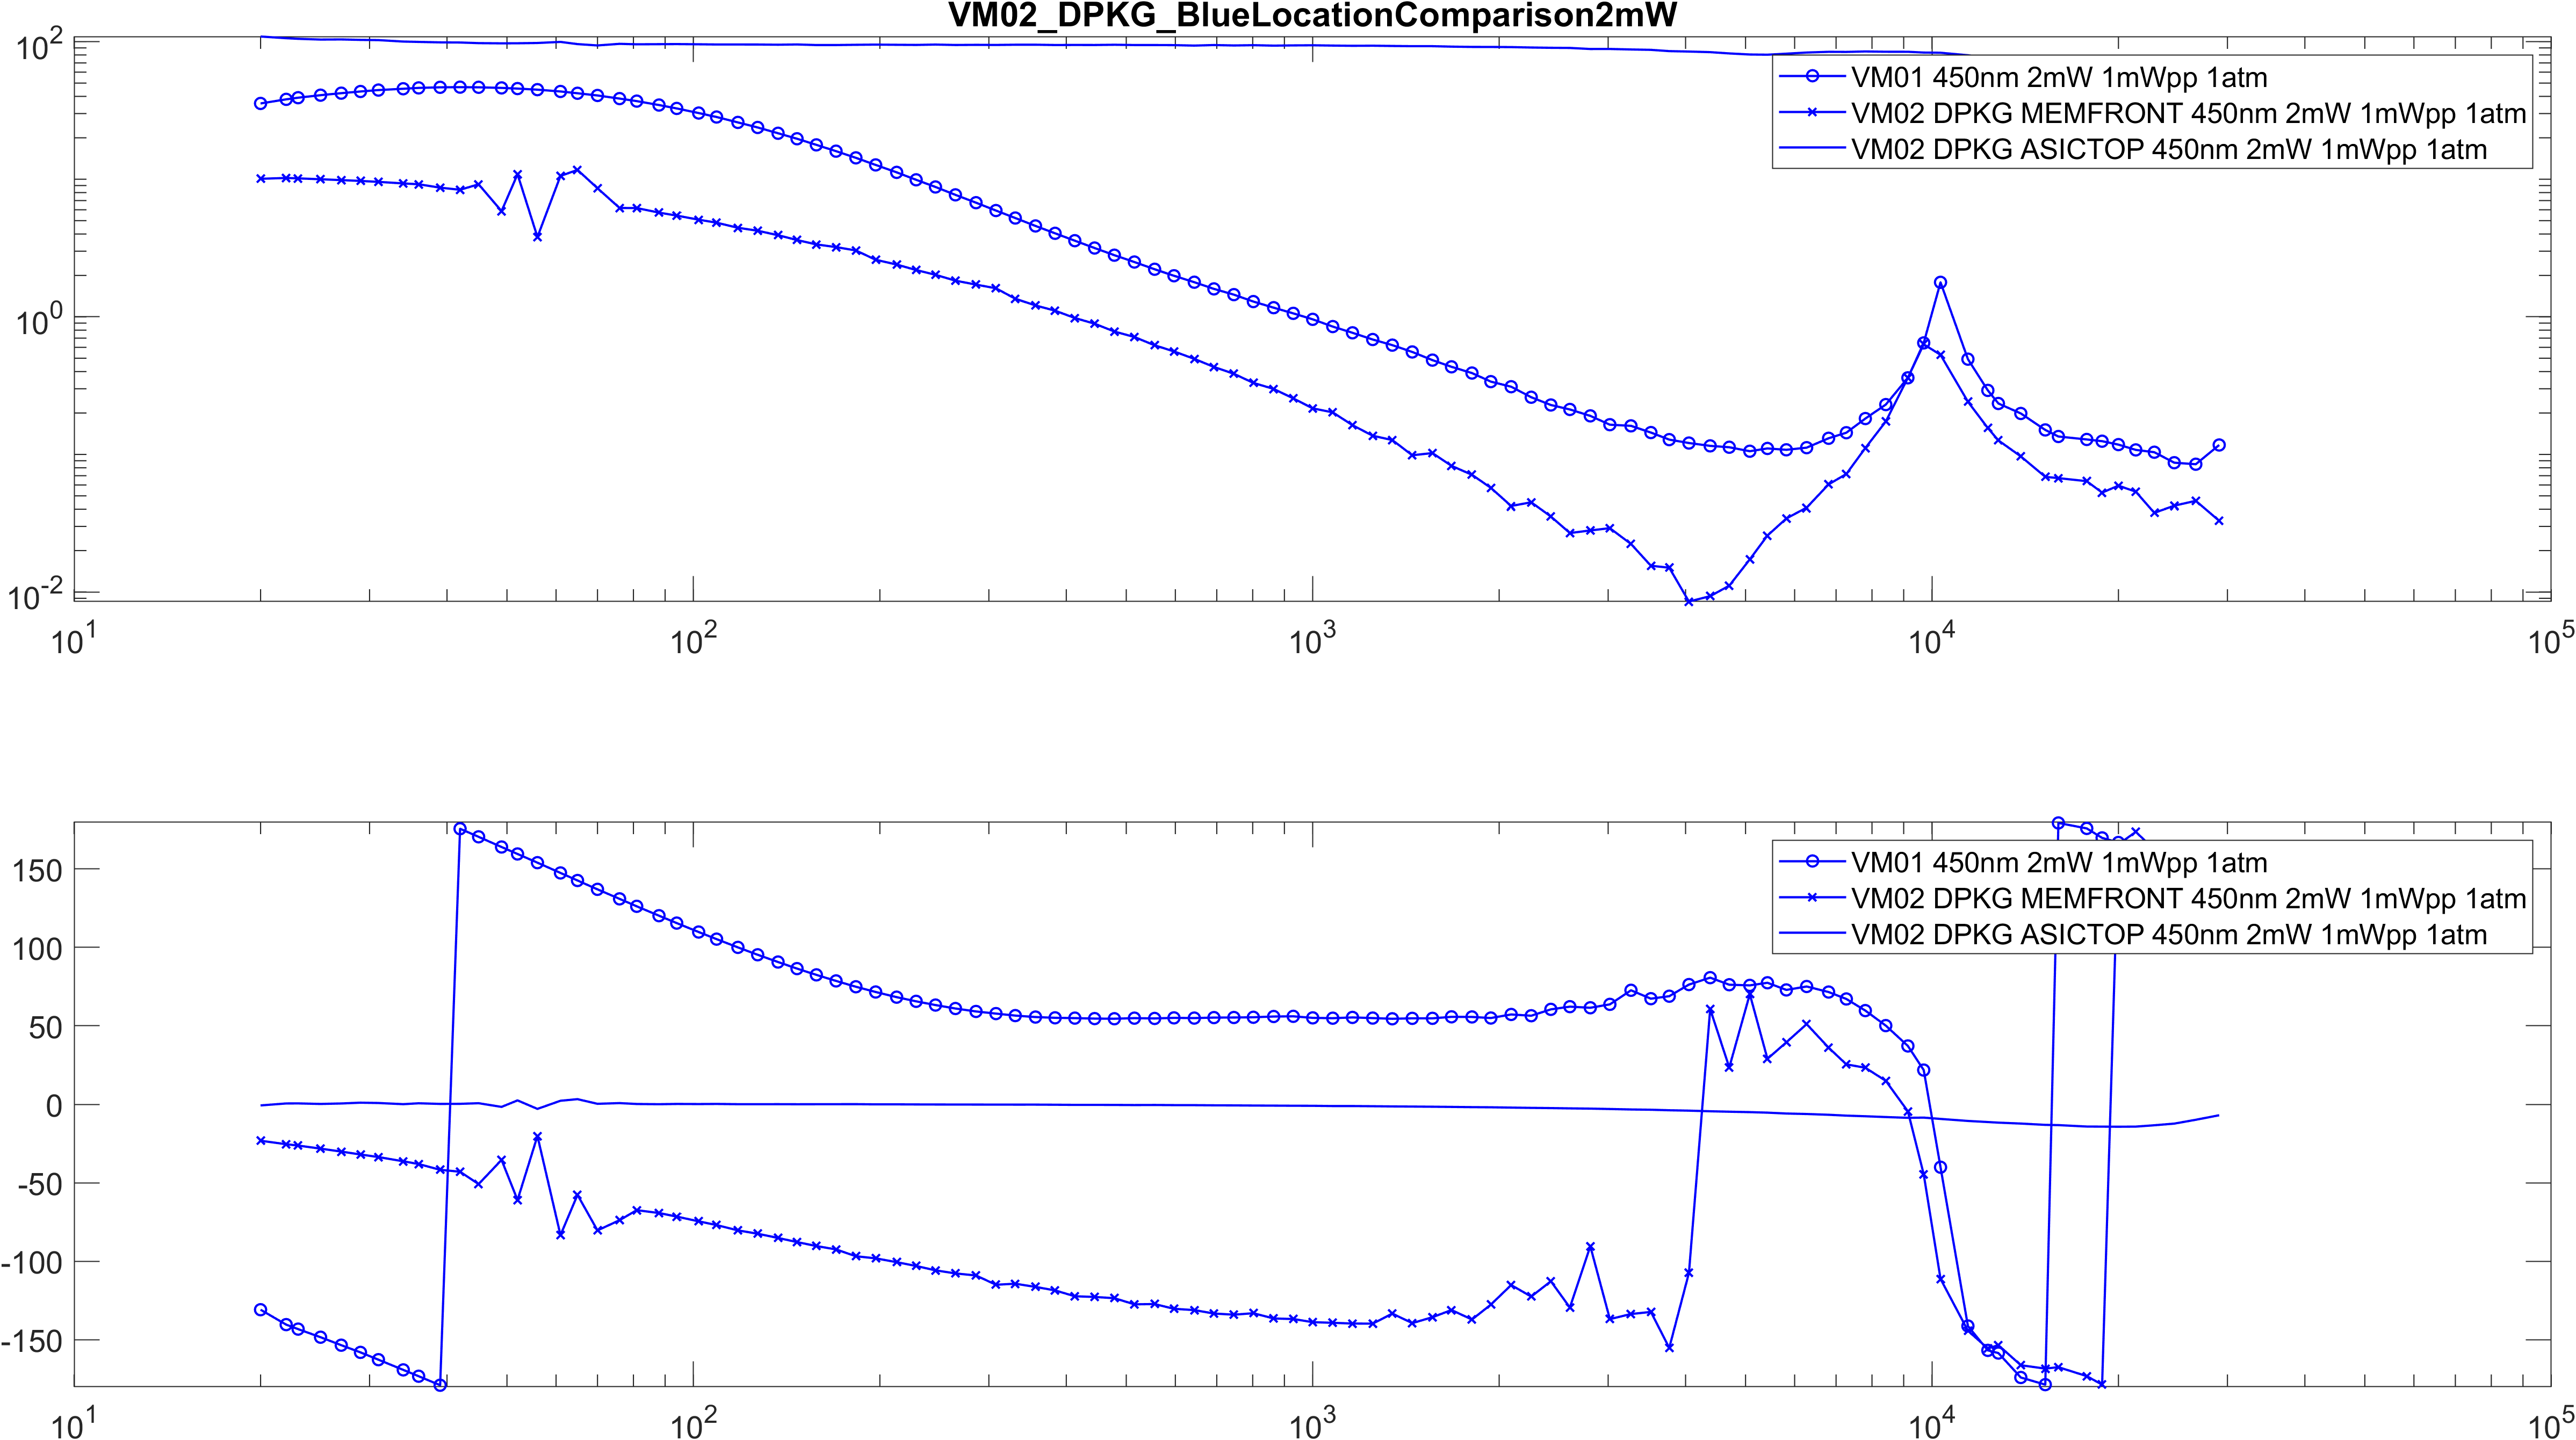 VM02_DPKG_BlueLocationComparison2mW
10^2
10^0
10^-2
VM01 450nm 2mW 1mWpp 1atm
VM02 DPKG MEMFRONT 450nm 2mW 1mWpp 1atm
VM02 DPKG ASICTOP 450nm 2mW 1mWpp 1atm
10^1 10^2 10^3 10^4 10^5
150
100
50
0
-50
-100
-150
VM01 450nm 2mW 1mWpp 1atm
VM02 DPKG MEMFRONT 450nm 2mW 1mWpp 1atm
VM02 DPKG ASICTOP 450nm 2mW 1mWpp 1atm
10^1 10^2 10^3 10^4 10^5